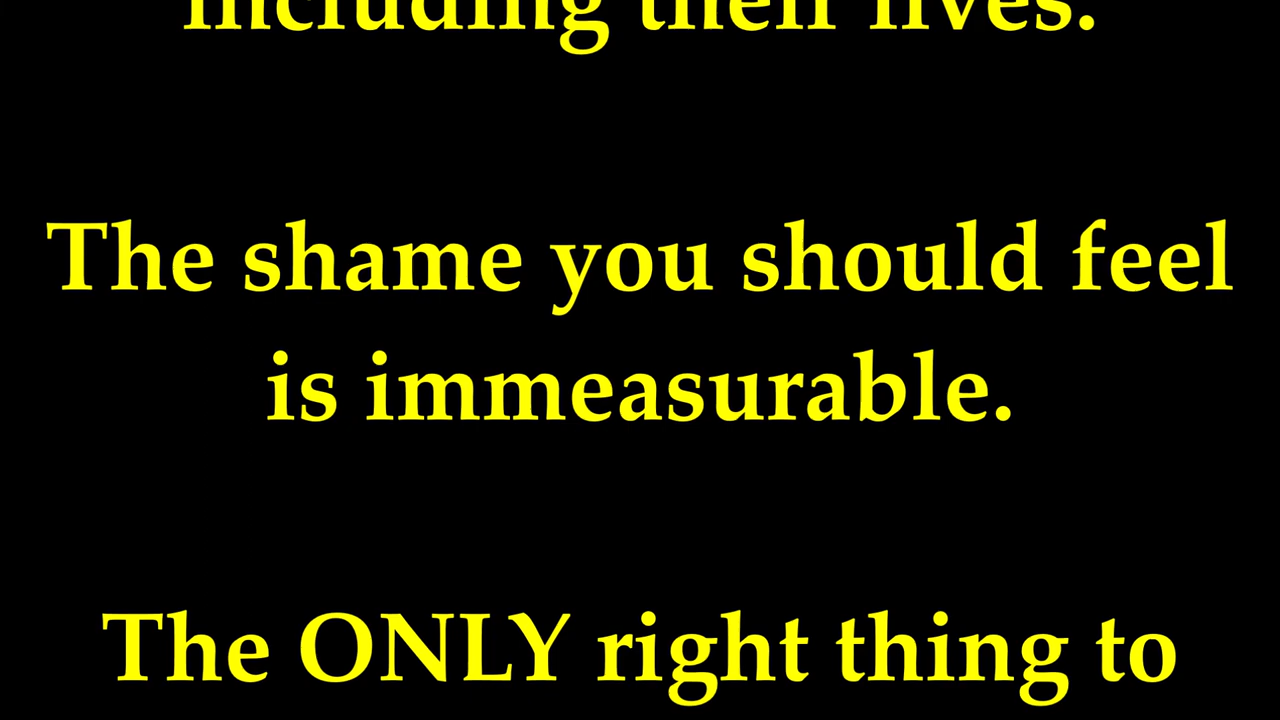 including their lives.
The shame you should feel
is immeasurable.
The ONLY right thing to